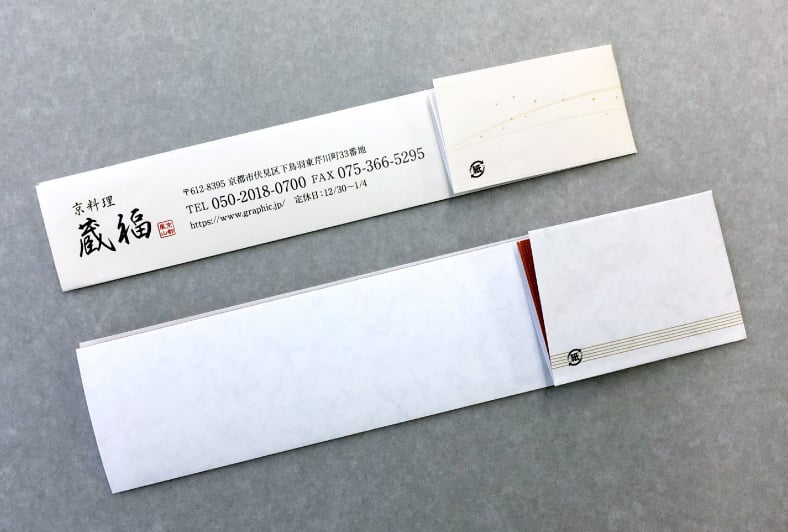 京料理
蔵福
〒612-8395 京都市伏見区下鳥羽東芹川町33番地
TEL 050-2018-0700 FAX 075-366-5295
https://www.graphic.jp/ 定休日:12/30~1/4
紙
紙